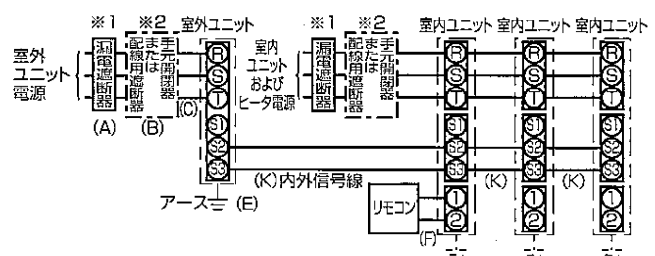 ※1
※2
室外ユニット
※1
※2
室内ユニット
室内ユニット
室内ユニット
室外
ユニット
電源
漏電遮断器
手元開閉器
または
配線用遮断器
R
S
T
室内
ユニット
および
ヒータ電源
漏電遮断器
手元開閉器
または
配線用遮断器
R
S
T
R
S
T
R
S
T
(A)
(B)
(C)
S1
S2
S3
S1
S2
S3
S1
S2
S3
S1
S2
S3
(K)内外信号線
(K)
(K)
アース
(E)
リモコン
(F)
1
2
1
2
1
2